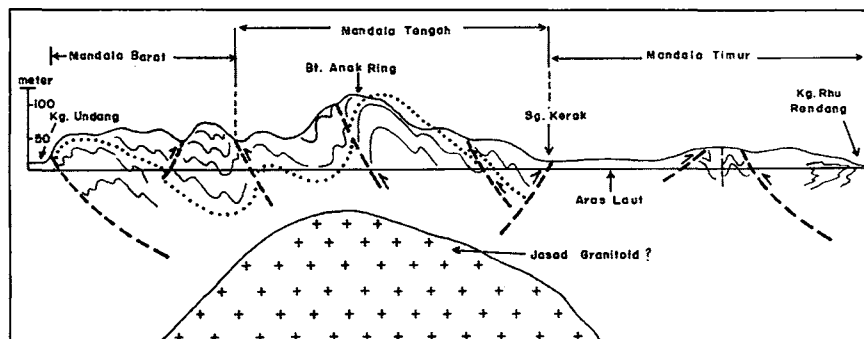 Mandala Tengah
Mandala Barat
Mandala Timur
Bt. Anak Ring
meter
Kg. Undang
100
50
Sg. Kerak
Kg. Rhu
Rendang
Aras Laut
Jasad Granitoid ?